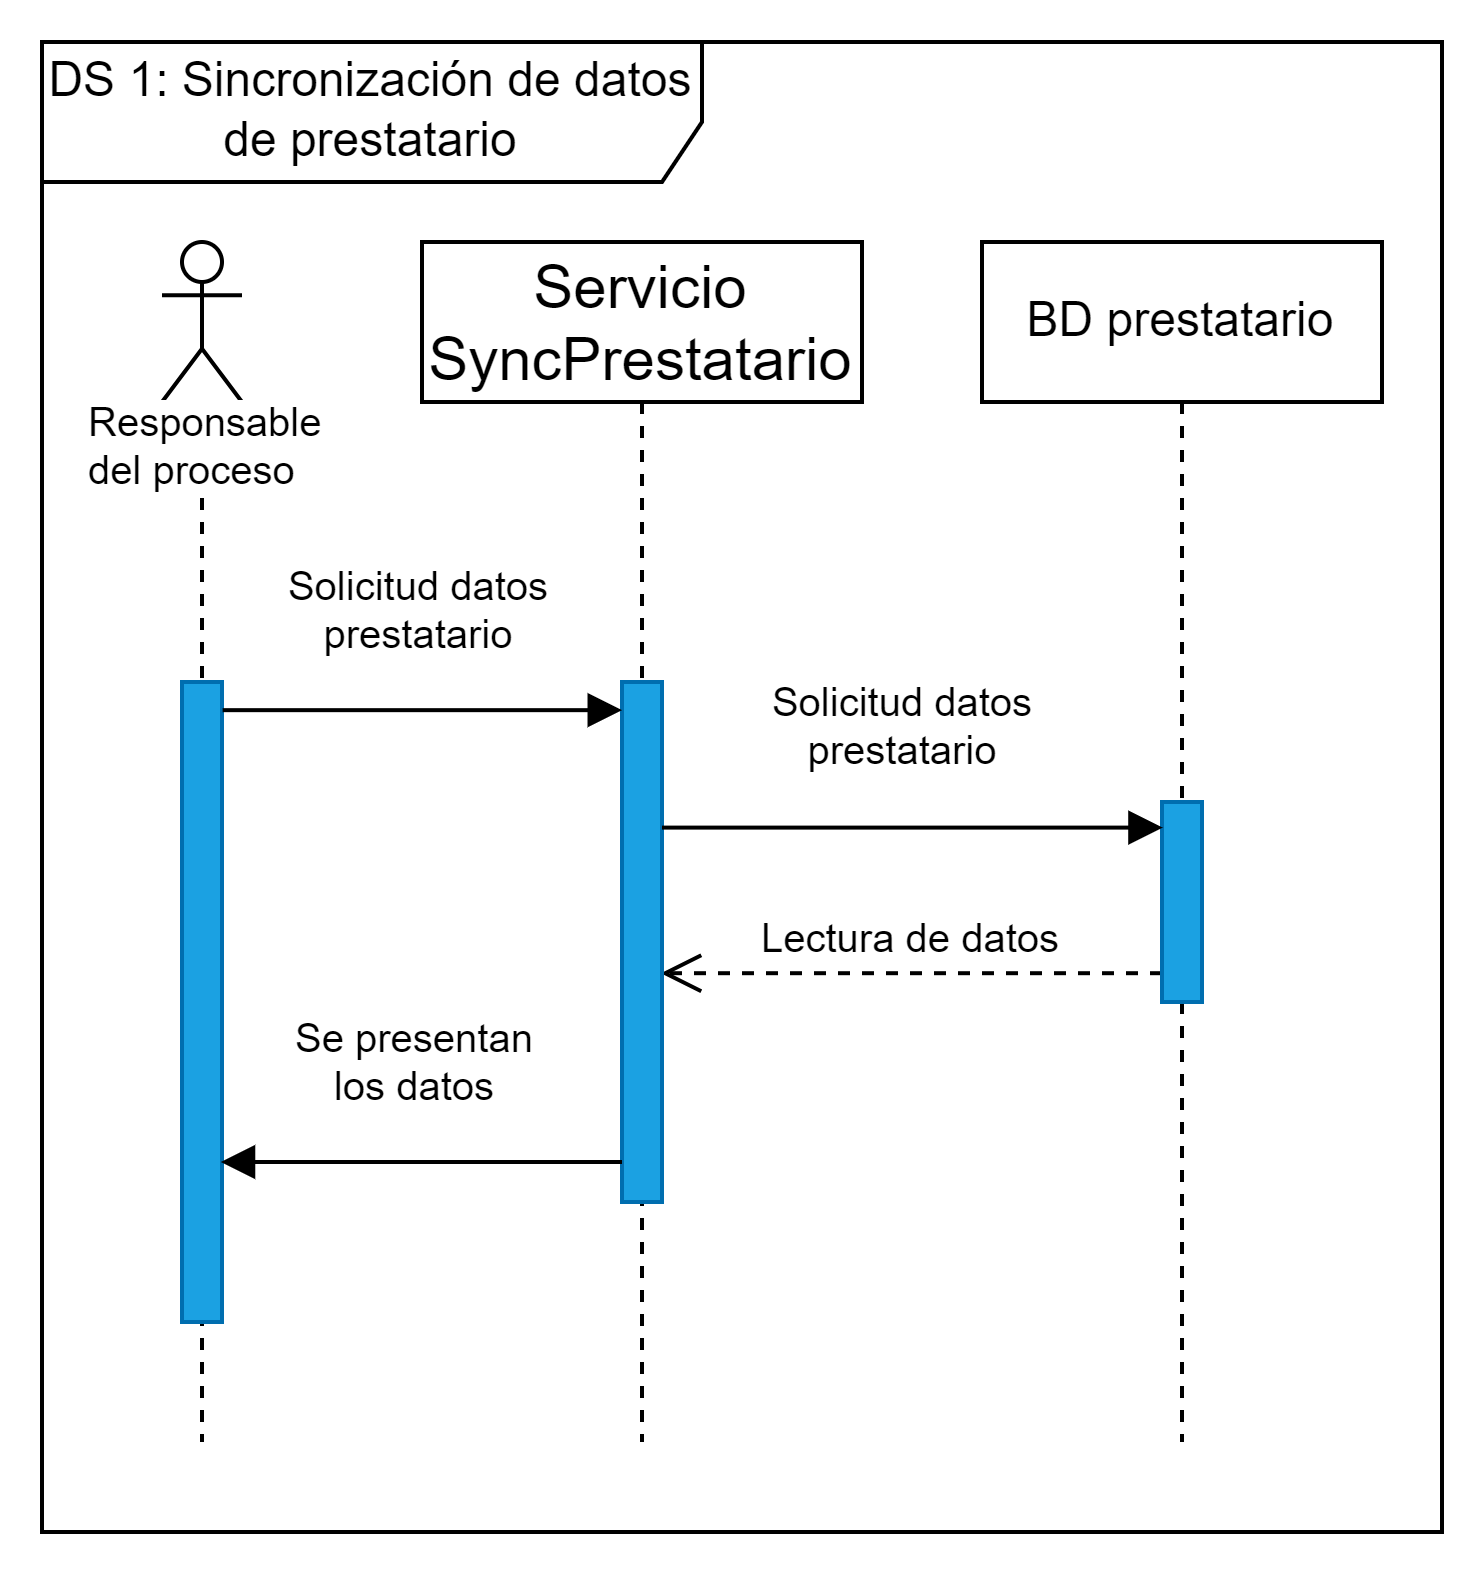 DS 1: Sincronización de datos
de prestatario
Servicio
SyncPrestatario
BD prestatario
Responsable
del proceso
Solicitud datos
prestatario
Solicitud datos
prestatario
Lectura de datos
Se presentan
los datos